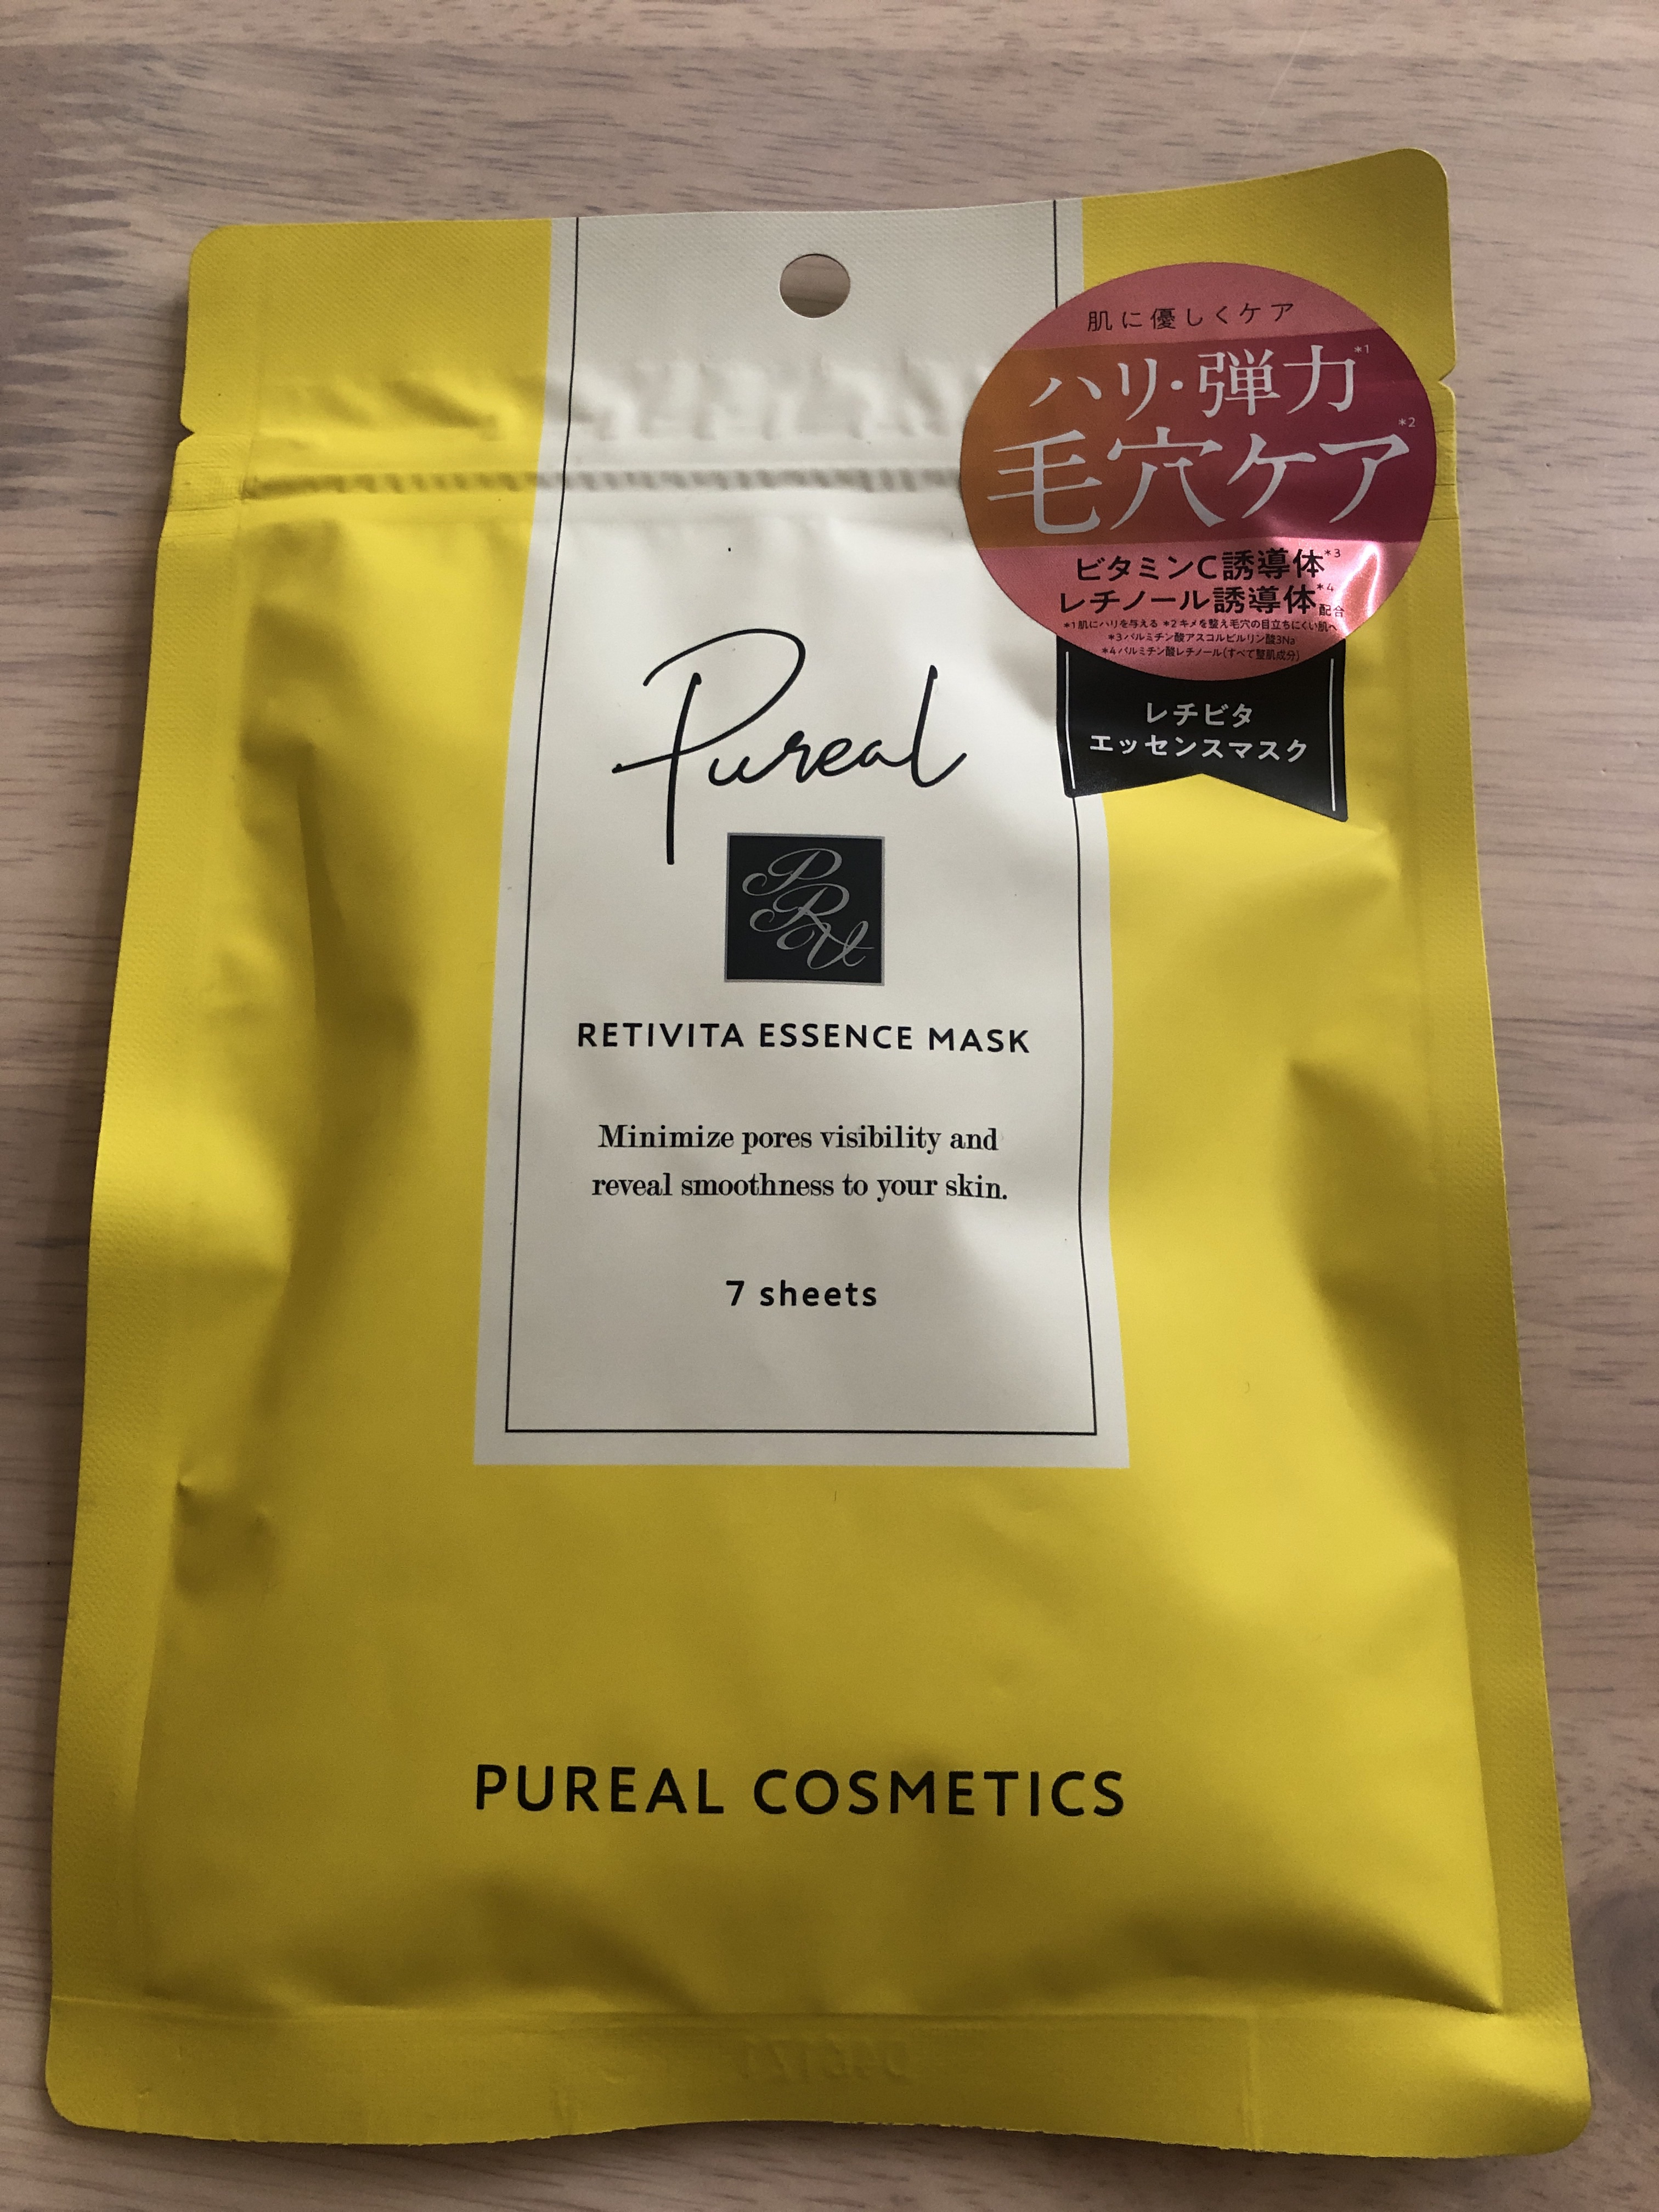 肌に優しくケア
ハリ・弾力*1
毛穴ケア*2
ビタミンC誘導体*3
レチノール誘導体*4配合
*1 肌にハリを与える *2 キメを整え毛穴の目立ちにくい肌へ
*3 パルミチン酸アスコルビルリン酸3Na
*4 パルミチン酸レチノール(すべて整肌成分)
レチビタ
エッセンスマスク
Pureal
PRV
RETIVITA ESSENCE MASK
Minimize pores visibility and
reveal smoothness to your skin.
7 sheets
PUREAL COSMETICS